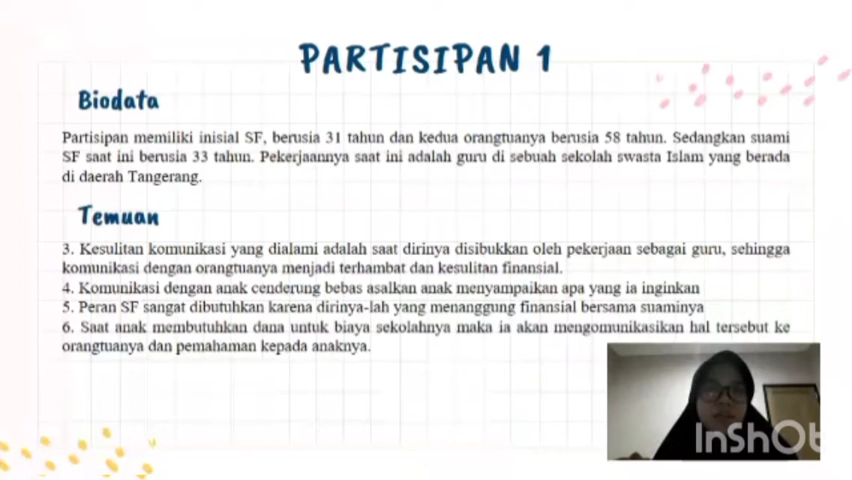 PARTISIPAN 1
Biodata
Partisipan memiliki inisial SF, berusia 31 tahun dan kedua orangtuanya berusia 58 tahun. Sedangkan suami
SF saat ini berusia 33 tahun. Pekerjaannya saat ini adalah guru di sebuah sekolah swasta Islam yang berada
di daerah Tangerang.
Temuan
3. Kesulitan komunikasi yang dialami adalah saat dirinya disibukkan oleh pekerjaan sebagai guru, sehingga
komunikasi dengan orangtuanya menjadi terhambat dan kesulitan finansial.
4. Komunikasi dengan anak cenderung bebas asalkan anak menyampaikan apa yang ia inginkan
5. Peran SF sangat dibutuhkan karena dirinya-lah yang menanggung finansial bersama suaminya
6. Saat anak membutuhkan dana untuk biaya sekolahnya maka ia akan mengomunikasikan hal tersebut ke
orangtuanya dan pemahaman kepada anaknya.
InShOt